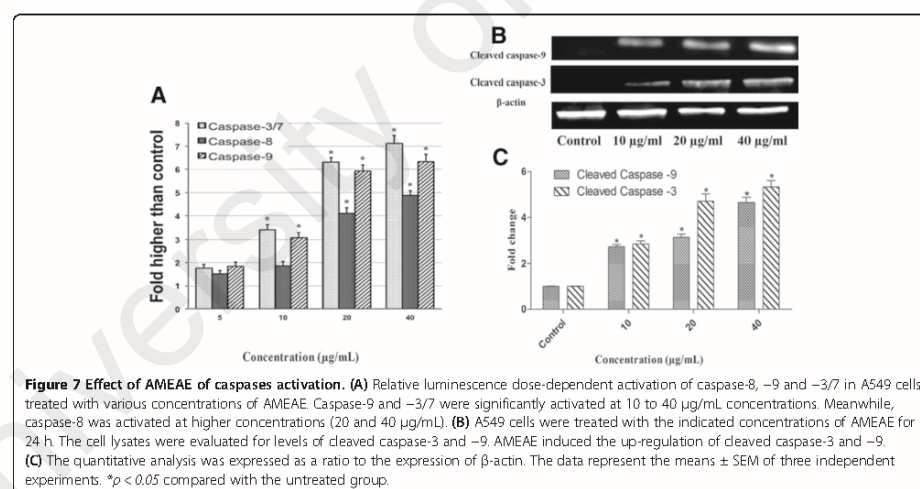 A
Caspase-3/7
Caspase-8
Caspase-9
Fold higher than control
8
7
6
5
4
3
2
1
0
* * * * * * * * * *
5 10 20 40
Concentration (µg/mL)
B
Cleaved caspase-9
Cleaved caspase-3
β-actin
Control 10 µg/ml 20 µg/ml 40 µg/ml
C
Cleaved Caspase -9
Cleaved Caspase -3
Fold change
6
4
2
0
* * * * * *
Control 10 20 40
Concentration (µg/mL)
Figure 7 Effect of AMEAE of caspases activation. (A) Relative luminescence dose-dependent activation of caspase-8, −9 and −3/7 in A549 cells
treated with various concentrations of AMEAE. Caspase-9 and −3/7 were significantly activated at 10 to 40 µg/mL concentrations. Meanwhile,
caspase-8 was activated at higher concentrations (20 and 40 µg/mL). (B) A549 cells were treated with the indicated concentrations of AMEAE for
24 h. The cell lysates were evaluated for levels of cleaved caspase-3 and −9. AMEAE induced the up-regulation of cleaved caspase-3 and −9.
(C) The quantitative analysis was expressed as a ratio to the expression of β-actin. The data represent the means ± SEM of three independent
experiments. *p < 0.05 compared with the untreated group.